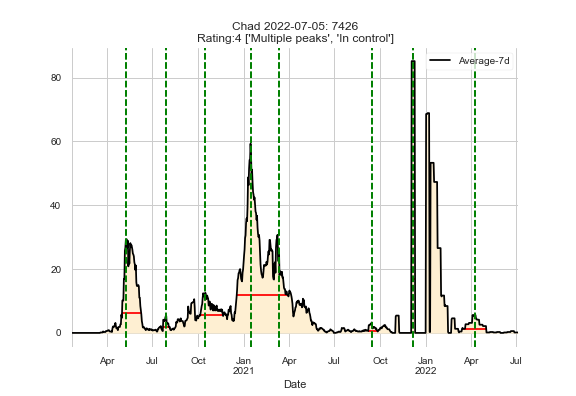 Chad 2022-07-05: 7426
Rating:4 ['Multiple peaks', 'In control']
Average-7d
80
60
40
20
0
Apr Jul Oct Jan Apr Jul Oct Jan Apr Jul
2021 2022
Date